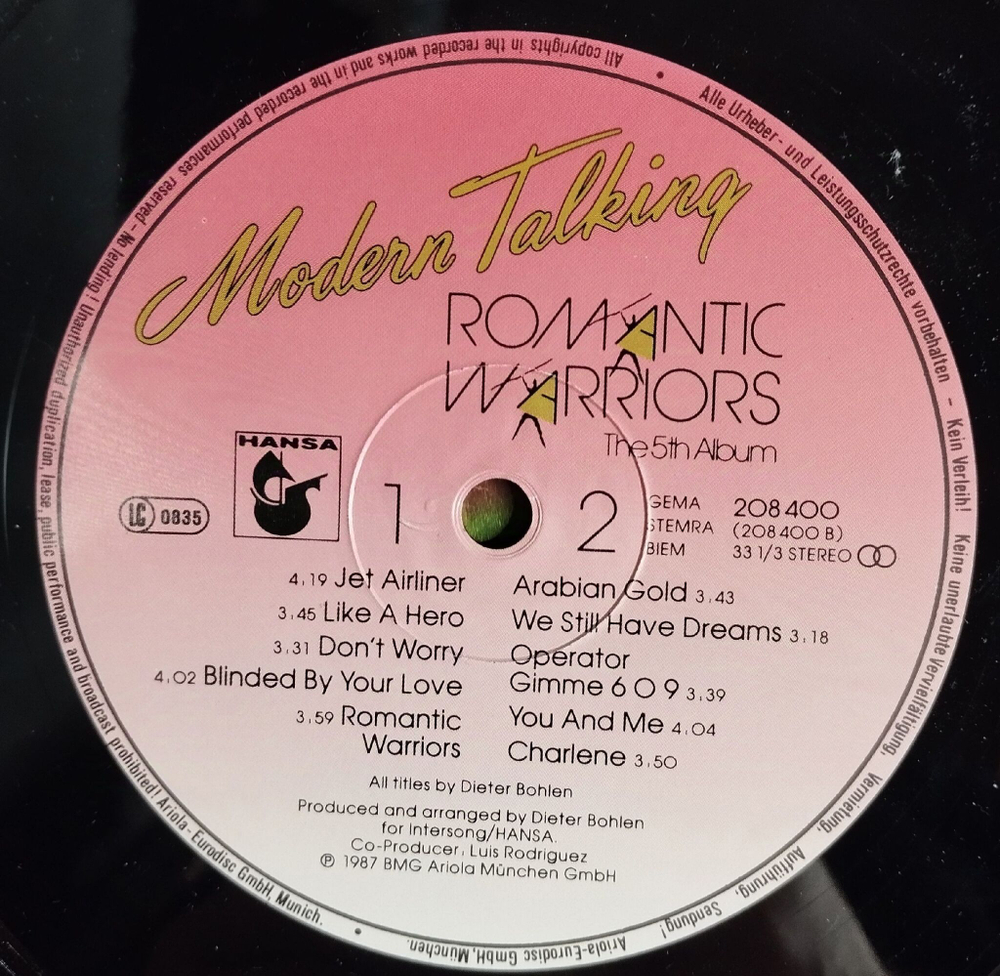 Alle Urheber- und Leistungsschutzrechte vorbehalten - Kein Verleih! Keine unerlaubte Vervielfältigung, Vermietung, Aufführung, Sendung! Ariola-Eurodisc GmbH, München.
All copyrights in the recorded works and in the recorded performances reserved - No lending! Unauthorized duplication, lease, public performance and broadcast prohibited! Ariola-Eurodisc GmbH, Munich.
Modern Talking
ROMANTIC
WARRIORS
The 5th Album
HANSA
LC 0835
1
2
GEMA
STEMRA
BIEM
208 400
(208 400 B)
33 1/3 STEREO
4.19 Jet Airliner
3.45 Like A Hero
3.31 Don't Worry
4.02 Blinded By Your Love
3.59 Romantic
Warriors
Arabian Gold 3.43
We Still Have Dreams 3.18
Operator
Gimme 6 O 9 3.39
You And Me 4.04
Charlene 3.50
All titles by Dieter Bohlen
Produced and arranged by Dieter Bohlen
for Intersong/HANSA.
Co-Producer. Luis Rodriguez
℗ 1987 BMG Ariola München GmbH